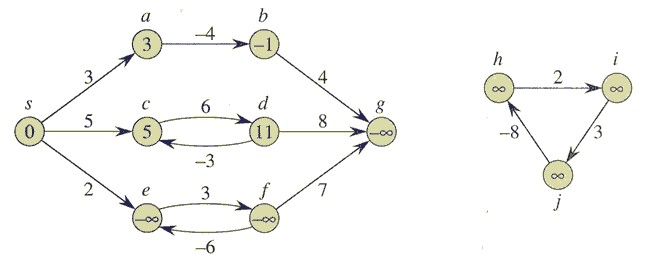 a b
3 –4 –1
h i
3 4
∞ 2 ∞
s c 6 d g
0 5 5 11 8 –∞
–8 3
–3
2 e 3 f 7
∞
j
–∞ –∞
–6